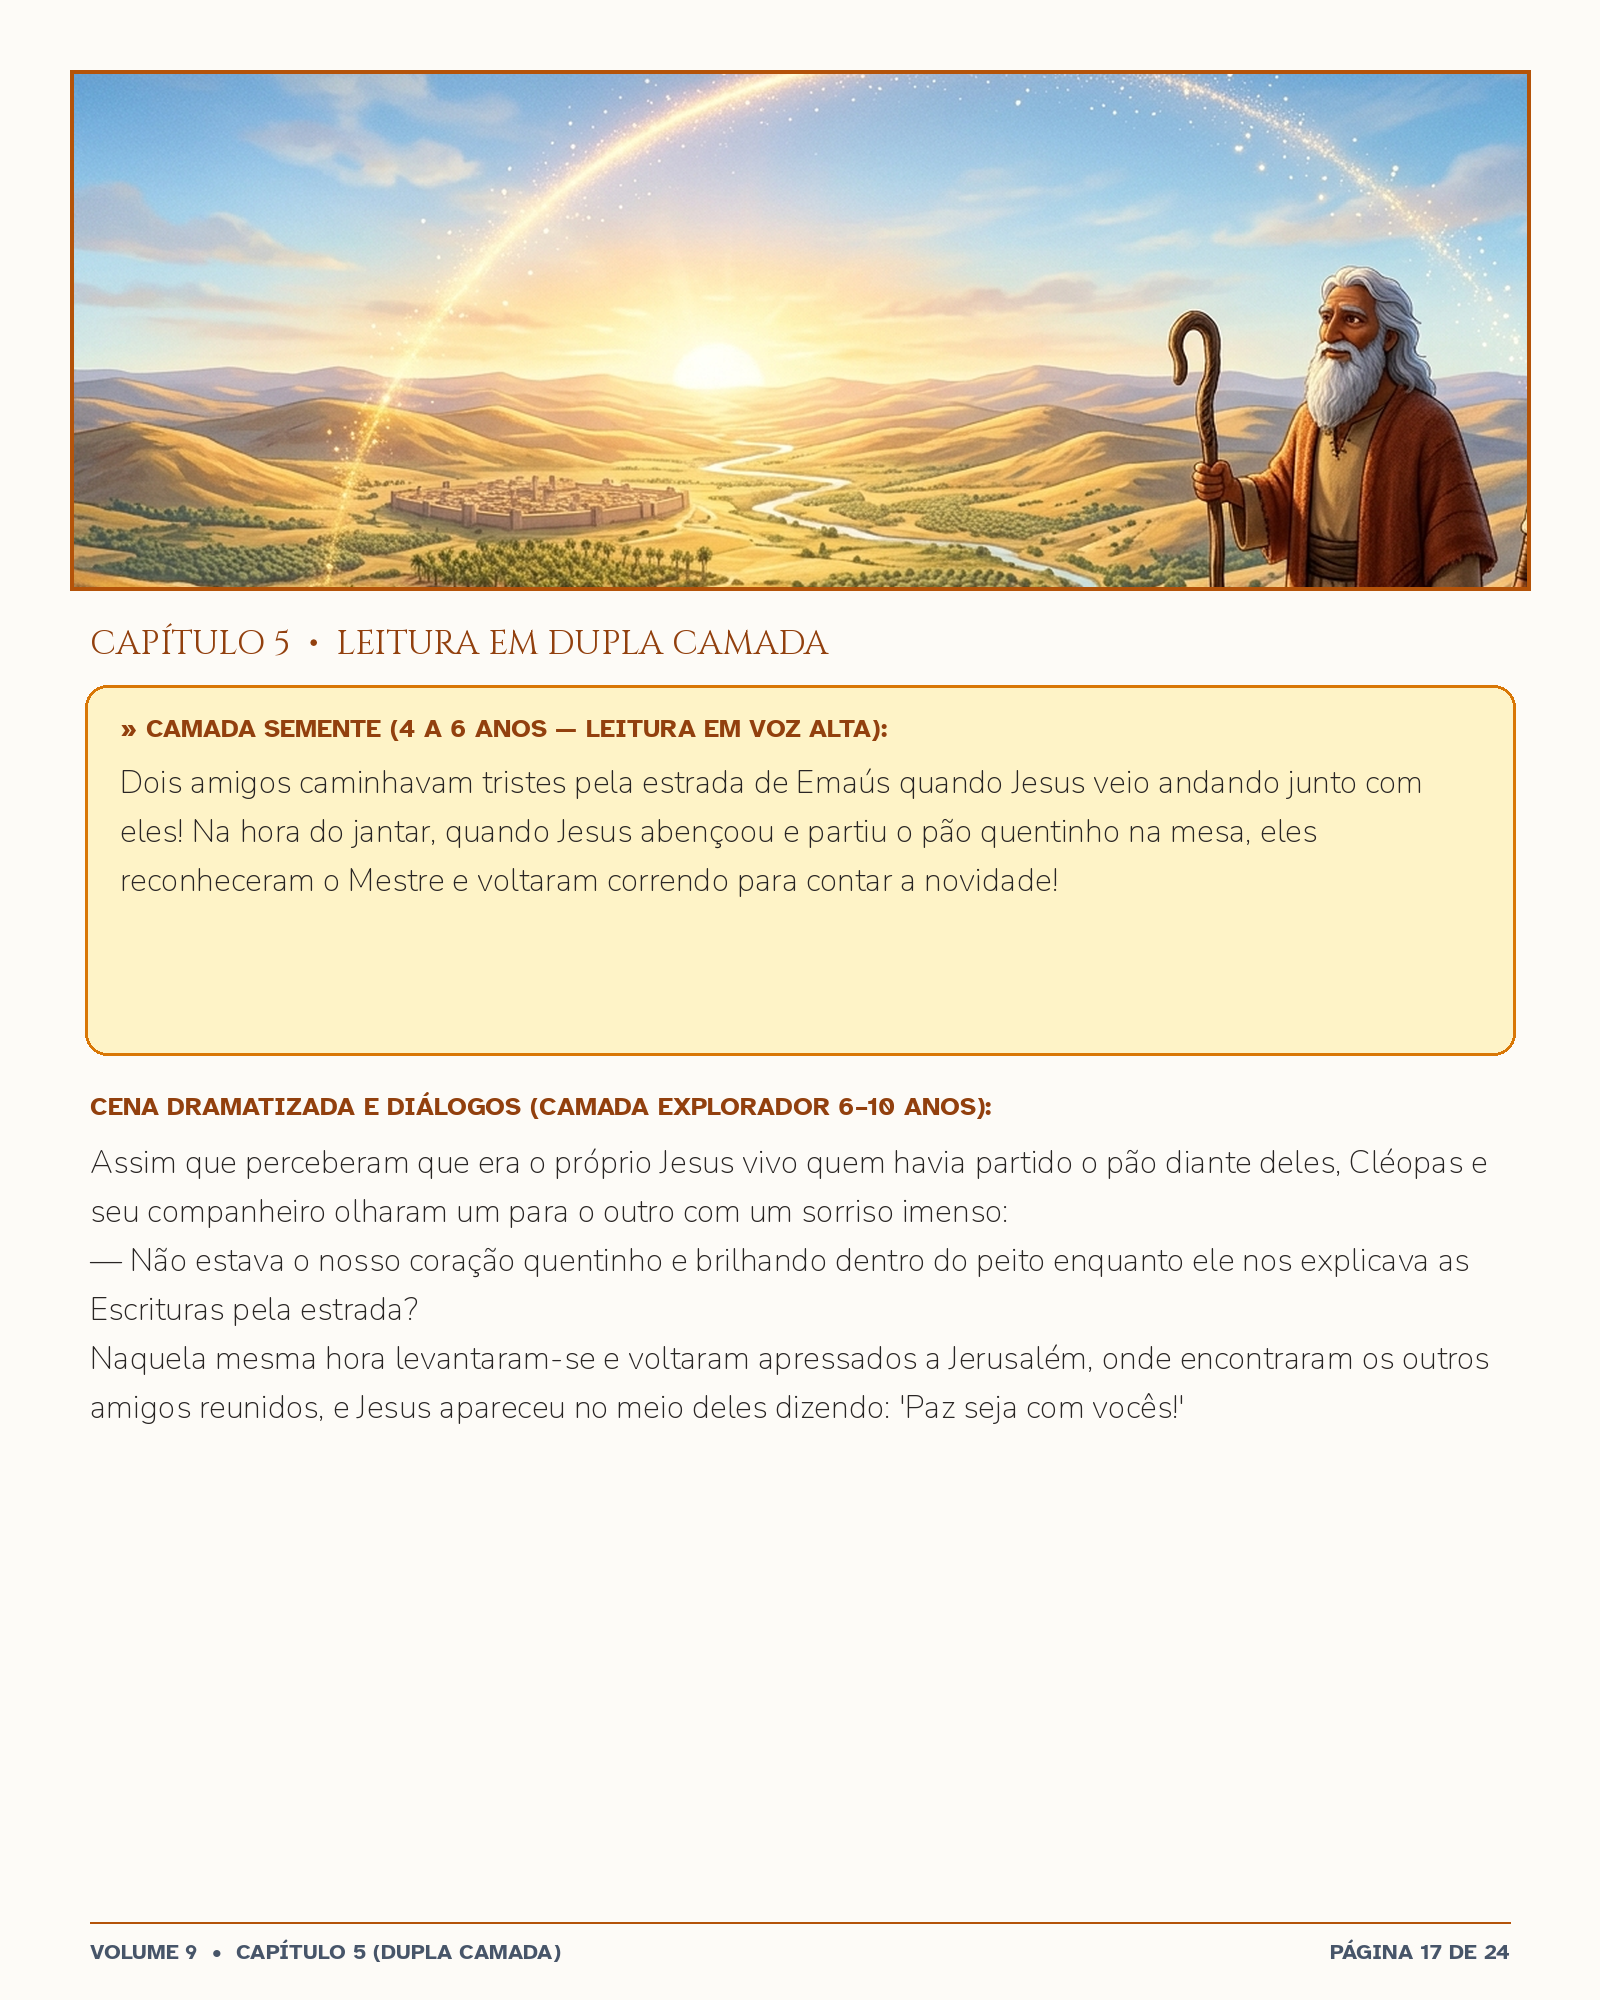 CAPÍTULO 5 • LEITURA EM DUPLA CAMADA
» CAMADA SEMENTE (4 A 6 ANOS — LEITURA EM VOZ ALTA):
Dois amigos caminhavam tristes pela estrada de Emaús quando Jesus veio andando junto com
eles! Na hora do jantar, quando Jesus abençoou e partiu o pão quentinho na mesa, eles
reconheceram o Mestre e voltaram correndo para contar a novidade!
CENA DRAMATIZADA E DIÁLOGOS (CAMADA EXPLORADOR 6–10 ANOS):
Assim que perceberam que era o próprio Jesus vivo quem havia partido o pão diante deles, Cléopas e
seu companheiro olharam um para o outro com um sorriso imenso:
— Não estava o nosso coração quentinho e brilhando dentro do peito enquanto ele nos explicava as
Escrituras pela estrada?
Naquela mesma hora levantaram-se e voltaram apressados a Jerusalém, onde encontraram os outros
amigos reunidos, e Jesus apareceu no meio deles dizendo: 'Paz seja com vocês!'
VOLUME 9 • CAPÍTULO 5 (DUPLA CAMADA)
PÁGINA 17 DE 24